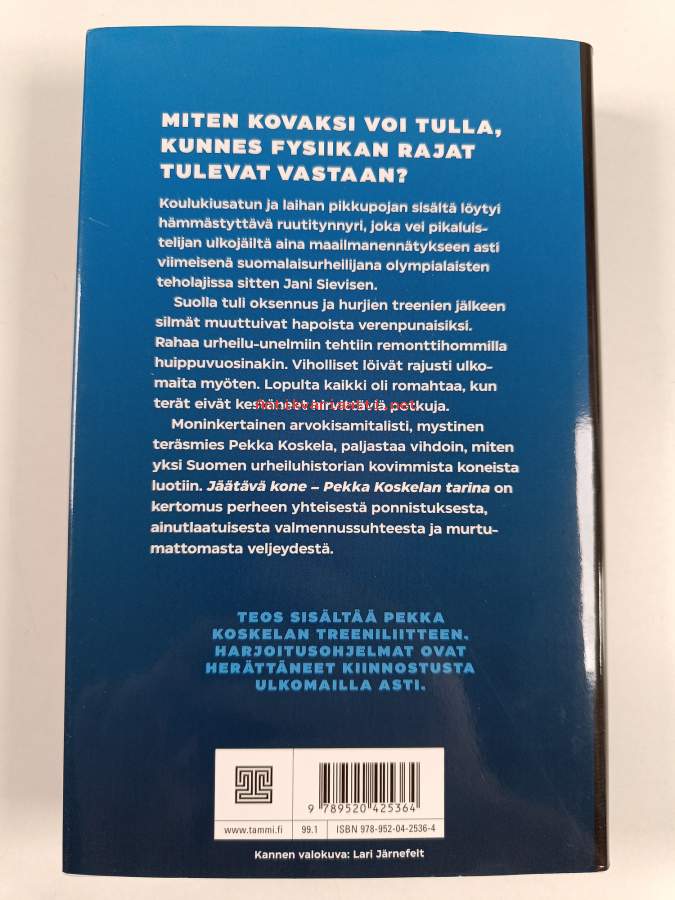 MITEN KOVAKSI VOI TULLA,
KUNNES FYSIIKAN RAJAT
TULEVAT VASTAAN?
Koulukiusatun ja laihan pikkupojan sisältä löytyi
hämmästyttävä ruutitynnyri, joka vei pikaluis-
telijan ulkojäiltä aina maailmanennätykseen asti
viimeisenä suomalaisurheilijana olympialaisten
teholajissa sitten Jani Sievisen.
Suolla tuli oksennus ja hurjien treenien jälkeen
silmät muuttuivat hapoista verenpunaisiksi.
Rahaa urheilu-unelmiin tehtiin remonttihommilla
huippuvuosinakin. Viholliset löivät rajusti ulko-
maita myöten. Lopulta kaikki oli romahtaa, kun
terät eivät kestäneet hirvittäviä potkuja.
Moninkertainen arvokisamitalisti, mystinen
teräsmies Pekka Koskela, paljastaa vihdoin, miten
yksi Suomen urheiluhistorian kovimmista koneista
luotiin. Jäätävä kone – Pekka Koskelan tarina on
kertomus perheen yhteisestä ponnistuksesta,
ainutlaatuisesta valmennussuhteesta ja murtu-
mattomasta veljeydestä.
TEOS SISÄLTÄÄ PEKKA
KOSKELAN TREENILIITTEEN.
HARJOITUSOHJELMAT OVAT
HERÄTTÄNEET KIINNOSTUSTA
ULKOMAILLA ASTI.
9 789520 425364
www.tammi.fi 99.1 ISBN 978-952-04-2536-4
Kannen valokuva: Lari Järnefelt